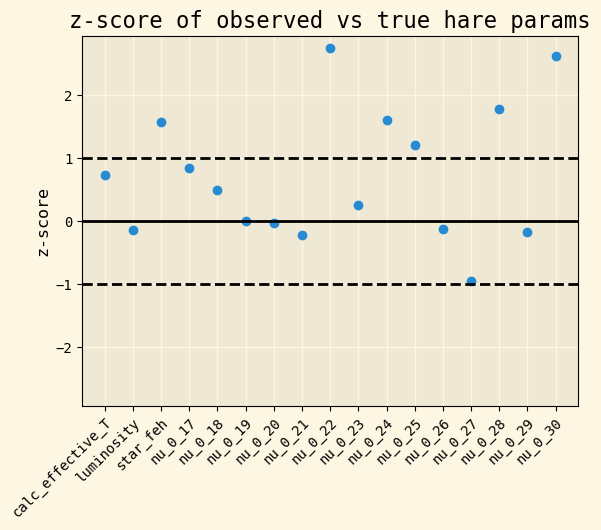 z-score of observed vs true hare params
z-score
2
1
0
−1
−2
calc_effective_T
luminosity
star_feh
nu_0_17
nu_0_18
nu_0_19
nu_0_20
nu_0_21
nu_0_22
nu_0_23
nu_0_24
nu_0_25
nu_0_26
nu_0_27
nu_0_28
nu_0_29
nu_0_30